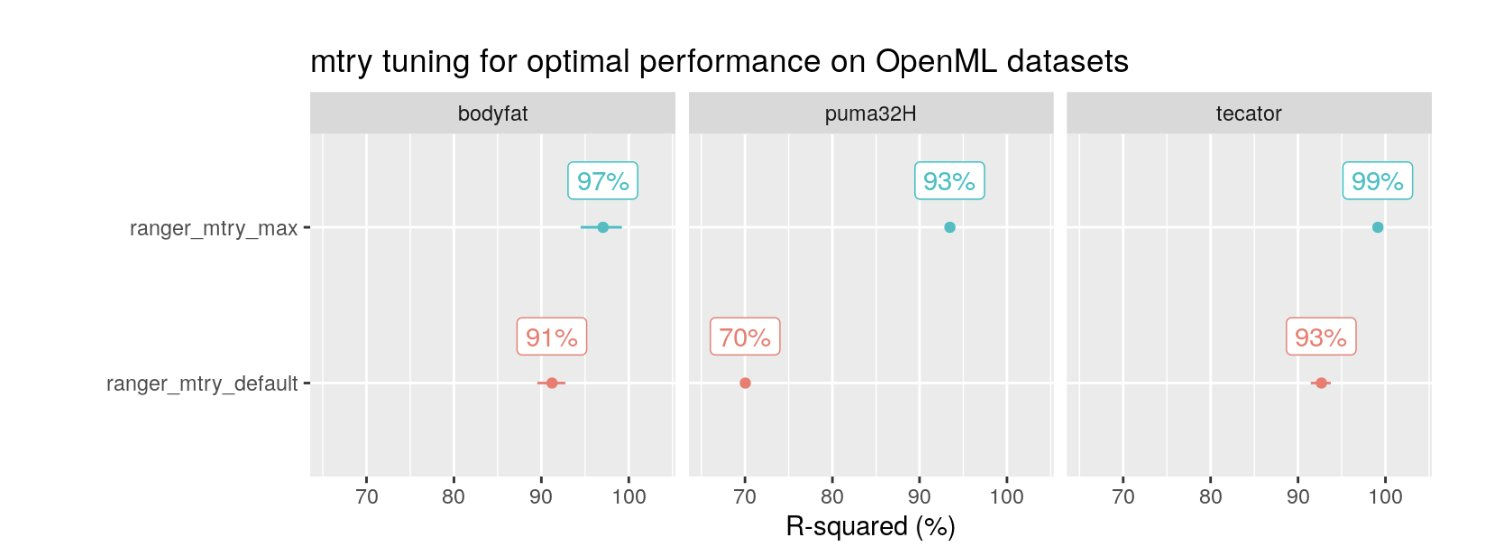 mtry tuning for optimal performance on OpenML datasets
bodyfat puma32H tecator
97% 93% 99%
ranger_mtry_max
91% 70% 93%
ranger_mtry_default
70 80 90 100 70 80 90 100 70 80 90 100
R-squared (%)